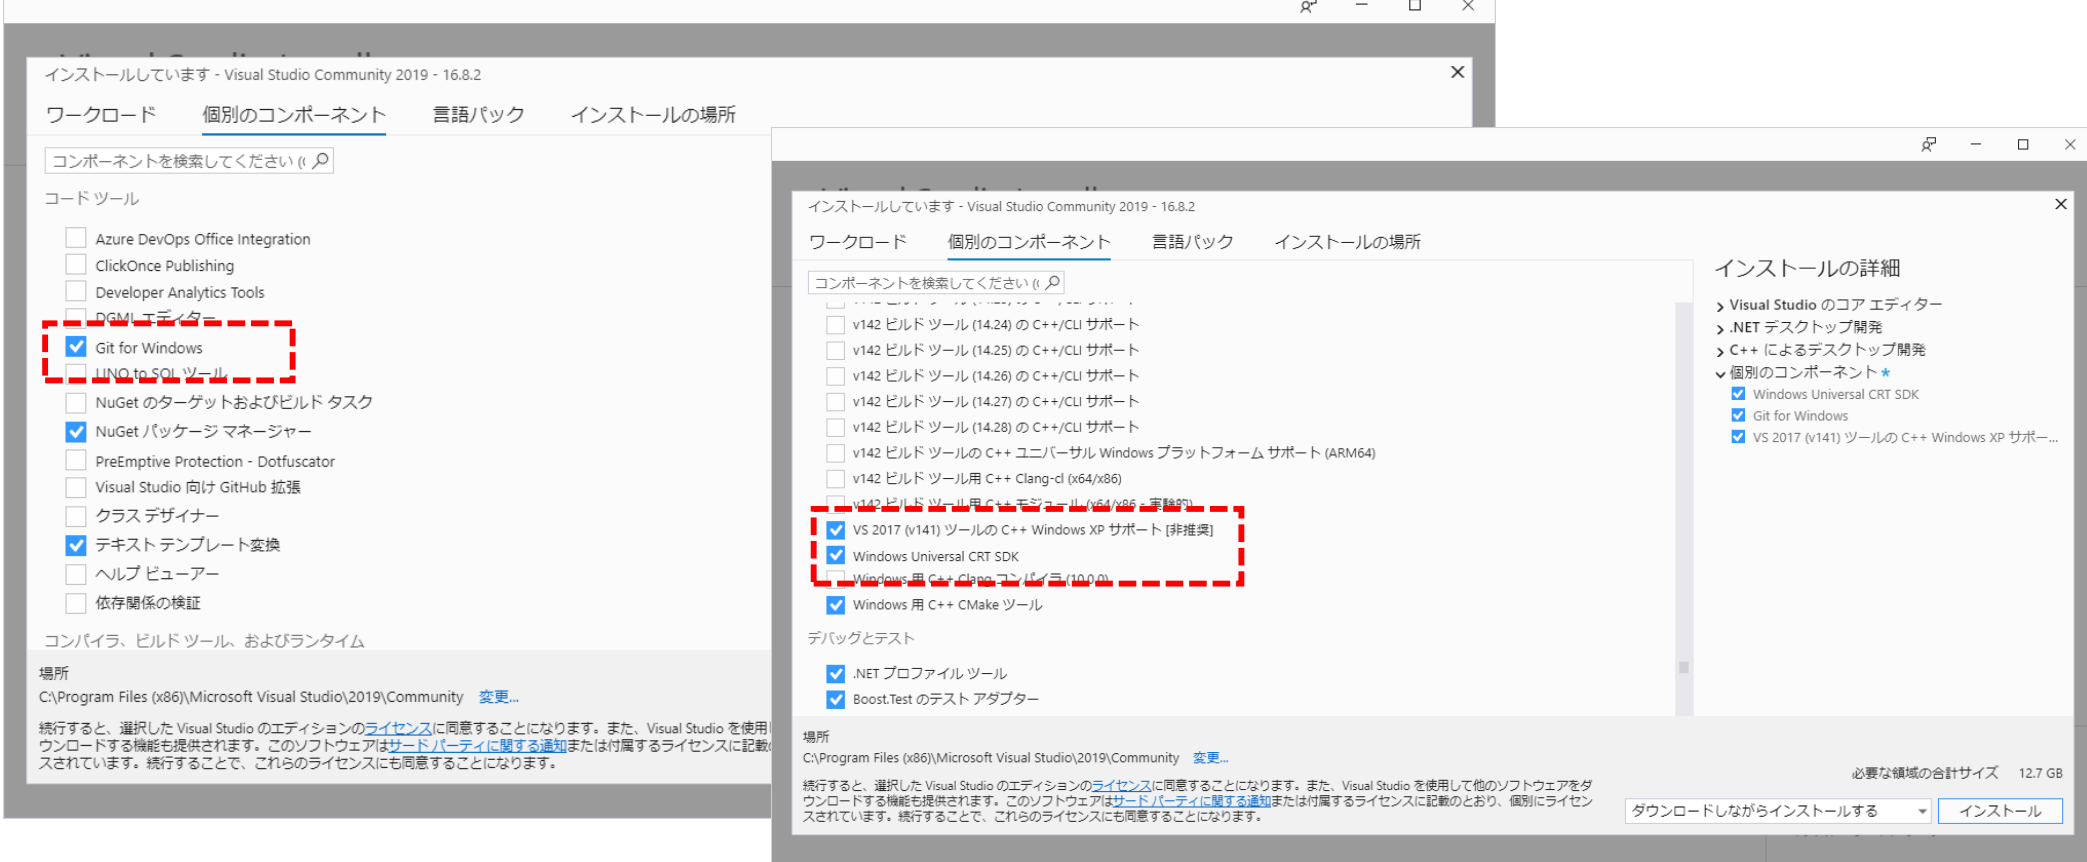 インストールしています - Visual Studio Community 2019 - 16.8.2
ワークロード 個別のコンポーネント 言語パック インストールの場所
コンポーネントを検索してください (
コード ツール
Azure DevOps Office Integration
ClickOnce Publishing
Developer Analytics Tools
DGML エディター
Git for Windows
LINQ to SQL ツール
NuGet のターゲットおよびビルド タスク
NuGet パッケージ マネージャー
PreEmptive Protection - Dotfuscator
Visual Studio 向け GitHub 拡張
クラス デザイナー
テキスト テンプレート変換
ヘルプ ビューアー
依存関係の検証
コンパイラ、ビルド ツール、およびランタイム
場所
C:\Program Files (x86)\Microsoft Visual Studio\2019\Community 変更...
続行すると、選択した Visual Studio のエディションのライセンスに同意することになります。また、Visual Studio を使用
ウンロードする機能も提供されます。このソフトウェアはサード パーティに関する通知または付属するライセンスに記載
スされています。続行することで、これらのライセンスにも同意することになります。
インストールしています - Visual Studio Community 2019 - 16.8.2
ワークロード 個別のコンポーネント 言語パック インストールの場所
コンポーネントを検索してください (
v142 ビルド ツール (14.24) の C++/CLI サポート
v142 ビルド ツール (14.25) の C++/CLI サポート
v142 ビルド ツール (14.26) の C++/CLI サポート
v142 ビルド ツール (14.27) の C++/CLI サポート
v142 ビルド ツール (14.28) の C++/CLI サポート
v142 ビルド ツールの C++ ユニバーサル Windows プラットフォーム サポート (ARM64)
v142 ビルド ツール用 C++ Clang-cl (x64/x86)
v142 ビルド ツール用 C++ モジュール (x64/x86 - 実験的)
VS 2017 (v141) ツールの C++ Windows XP サポート [非推奨]
Windows Universal CRT SDK
Windows 用 C++ Clang コンパイラ (10.0.0)
Windows 用 C++ CMake ツール
デバッグとテスト
.NET プロファイル ツール
Boost.Test のテスト アダプター
インストールの詳細
Visual Studio のコア エディター
.NET デスクトップ開発
C++ によるデスクトップ開発
個別のコンポーネント *
Windows Universal CRT SDK
Git for Windows
VS 2017 (v141) ツールの C++ Windows XP サポー...
場所
C:\Program Files (x86)\Microsoft Visual Studio\2019\Community 変更...
続行すると、選択した Visual Studio のエディションのライセンスに同意することになります。また、Visual Studio を使用して他のソフトウェアをダ
ウンロードする機能も提供されます。このソフトウェアはサード パーティに関する通知または付属するライセンスに記載のとおり、個別にライセン
スされています。続行することで、これらのライセンスにも同意することになります。
必要な領域の合計サイズ 12.7 GB
ダウンロードしながらインストールする インストール